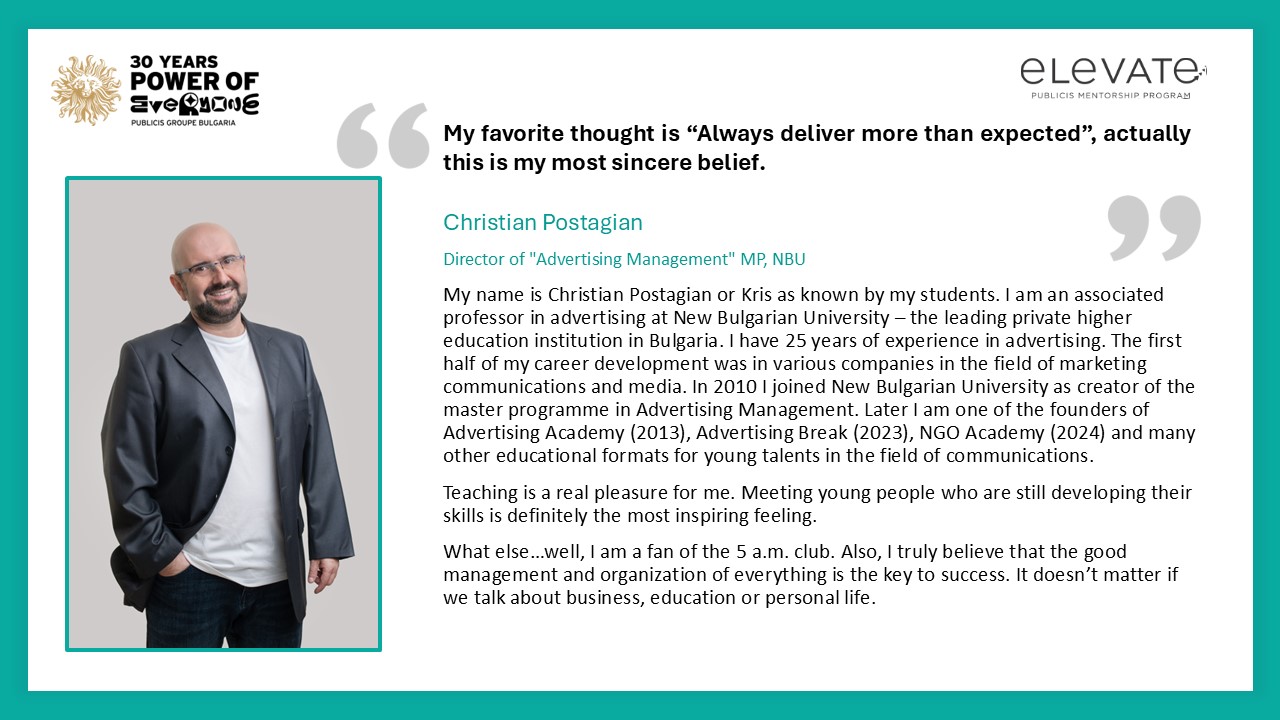 30 YEARS
POWER OF
EVERYONE
PUBLICIS GROUPE BULGARIA
ELEVATE
PUBLICIS MENTORSHIP PROGRAM
“
My favorite thought is “Always deliver more than expected”, actually
this is my most sincere belief.
”
Christian Postagian
Director of "Advertising Management" MP, NBU
My name is Christian Postagian or Kris as known by my students. I am an associated
professor in advertising at New Bulgarian University – the leading private higher
education institution in Bulgaria. I have 25 years of experience in advertising. The first
half of my career development was in various companies in the field of marketing
communications and media. In 2010 I joined New Bulgarian University as creator of the
master programme in Advertising Management. Later I am one of the founders of
Advertising Academy (2013), Advertising Break (2023), NGO Academy (2024) and many
other educational formats for young talents in the field of communications.
Teaching is a real pleasure for me. Meeting young people who are still developing their
skills is definitely the most inspiring feeling.
What else…well, I am a fan of the 5 a.m. club. Also, I truly believe that the good
management and organization of everything is the key to success. It doesn’t matter if
we talk about business, education or personal life.